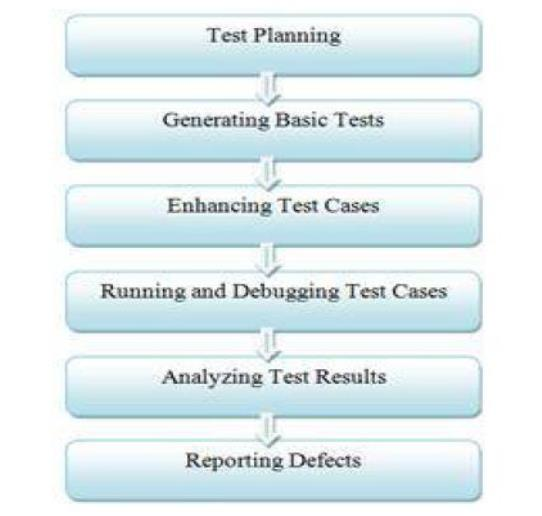 Test Planning
Generating Basic Tests
Enhancing Test Cases
Running and Debugging Test Cases
Analyzing Test Results
Reporting Defects